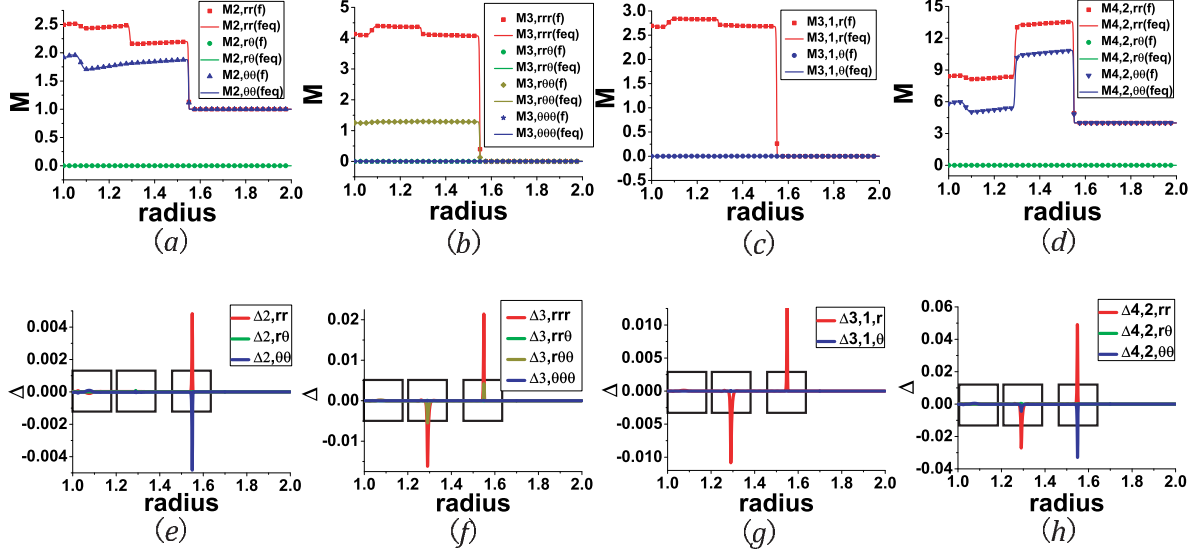 M
2.5
2.0
1.5
1.0
0.5
0.0
M2,rr(f)
M2,rr(feq)
M2,rθ(f)
M2,rθ(feq)
M2,θθ(f)
M2,θθ(feq)
1.0 1.2 1.4 1.6 1.8 2.0
radius
(a)
M
6
5
4
3
2
1
0
M3,rrr(f)
M3,rrr(feq)
M3,rrθ(f)
M3,rrθ(feq)
M3,rθθ(f)
M3,rθθ(feq)
M3,θθθ(f)
M3,θθθ(feq)
1.0 1.2 1.4 1.6 1.8 2.0
radius
(b)
M
3.0
2.5
2.0
1.5
1.0
0.5
0.0
-0.5
M3,1,r(f)
M3,1,r(feq)
M3,1,θ(f)
M3,1,θ(feq)
1.0 1.2 1.4 1.6 1.8 2.0
radius
(c)
M
15
12
9
6
3
0
M4,2,rr(f)
M4,2,rr(feq)
M4,2,rθ(f)
M4,2,rθ(feq)
M4,2,θθ(f)
M4,2,θθ(feq)
1.0 1.2 1.4 1.6 1.8 2.0
radius
(d)
Δ
0.004
0.002
0.000
-0.002
-0.004
Δ2,rr
Δ2,rθ
Δ2,θθ
1.0 1.2 1.4 1.6 1.8 2.0
radius
(e)
Δ
0.02
0.01
0.00
-0.01
Δ3,rrr
Δ3,rrθ
Δ3,rθθ
Δ3,θθθ
1.0 1.2 1.4 1.6 1.8 2.0
radius
(f)
Δ
0.010
0.005
0.000
-0.005
-0.010
Δ3,1,r
Δ3,1,θ
1.0 1.2 1.4 1.6 1.8 2.0
radius
(g)
Δ
0.06
0.04
0.02
0.00
-0.02
-0.04
Δ4,2,rr
Δ4,2,rθ
Δ4,2,θθ
1.0 1.2 1.4 1.6 1.8 2.0
radius
(h)